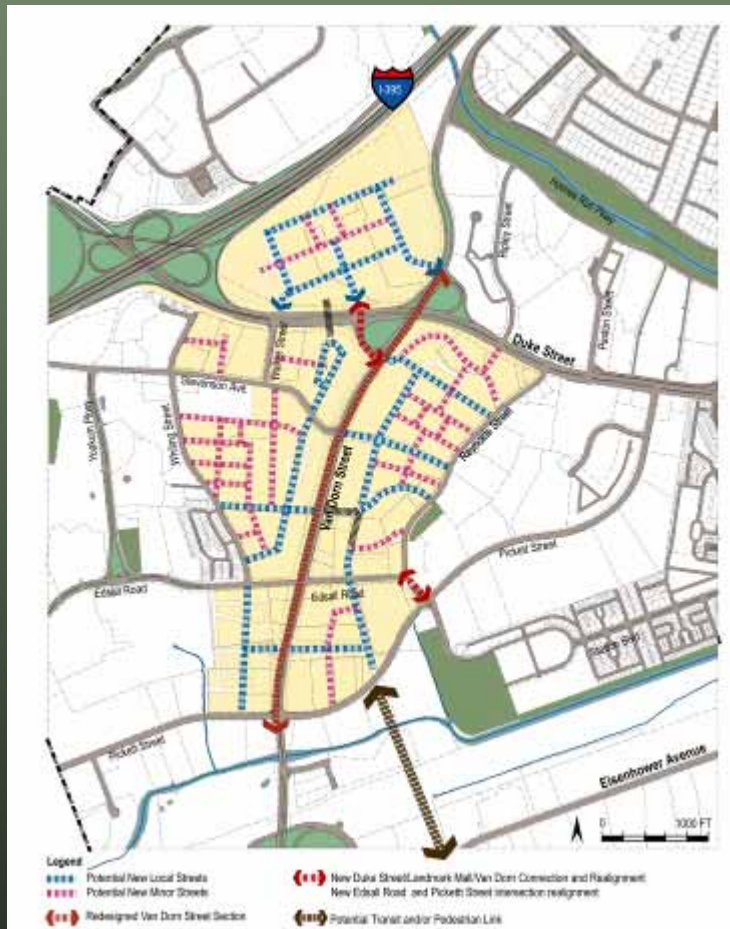 I-395
Holmes Run Pkwy
Ripley Street
Paxton Street
Duke Street
Walker Street
Stevenson Ave
Whiting Street
Yoakum Pkwy
Reynolds Street
Van Dorn Street
Pickett Street
Edsall Road
Edsall Road
Pickett Street
Eisenhower Avenue
0 1000 FT
Legend
Potential New Local Streets
Potential New Minor Streets
Redesigned Van Dorn Street Section
New Duke Street/Landmark Mall/Van Dorn Connection and Realignment
New Edsall Road and Pickett Street intersection realignment
Potential Transit and/or Pedestrian Link